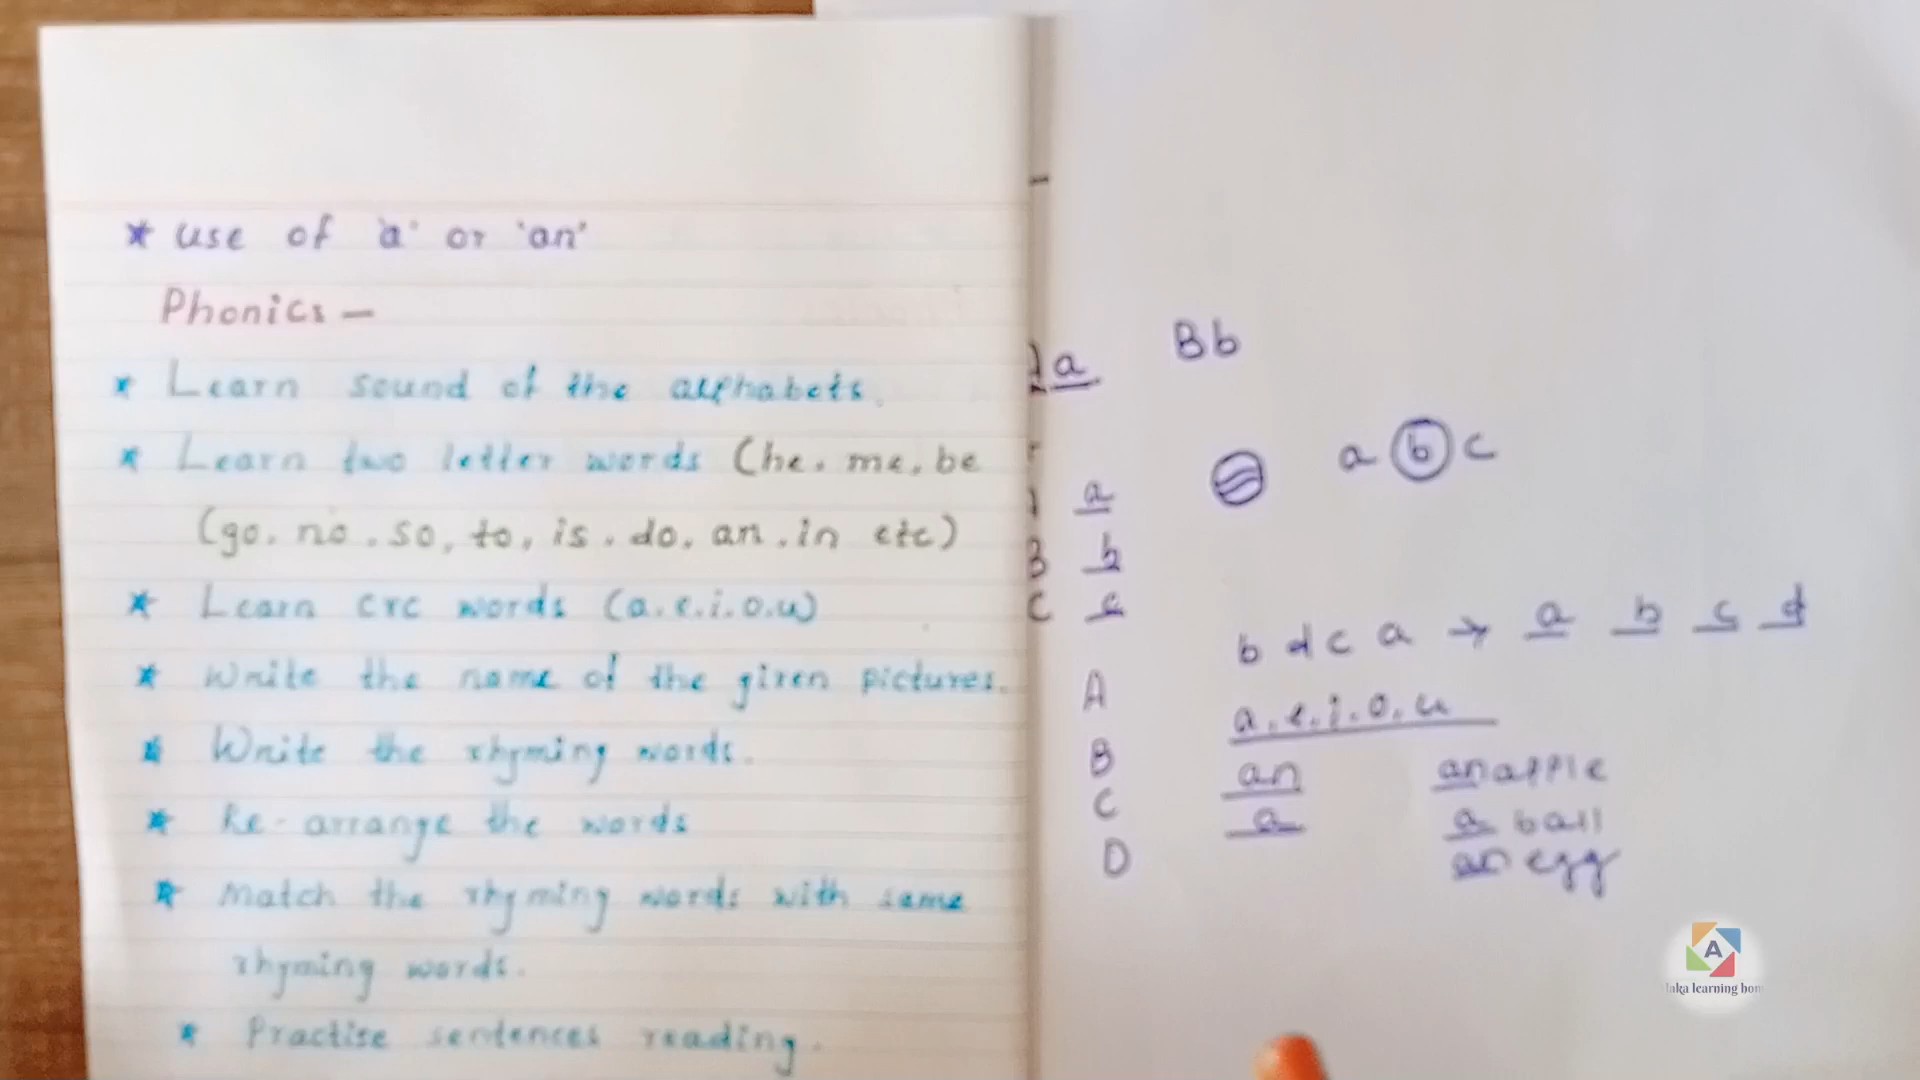 * use of 'a' or 'an'
Phonics -
* Learn sound of the alphabets.
* Learn two letter words (he, me, be
(go, no, so, to, is, do, an, in etc)
* Learn cvc words (a.e.i.o.u)
* Write the name of the given pictures.
* Write the rhyming words.
* Re-arrange the words
* Match the rhyming words with same
rhyming words.
* Practise sentences reading.
a Bb
a b c
a
B b
C c
b d c a → a b c d
A
a.e.i.o.u
B an an apple
C a a ball
D an egg
A
learning